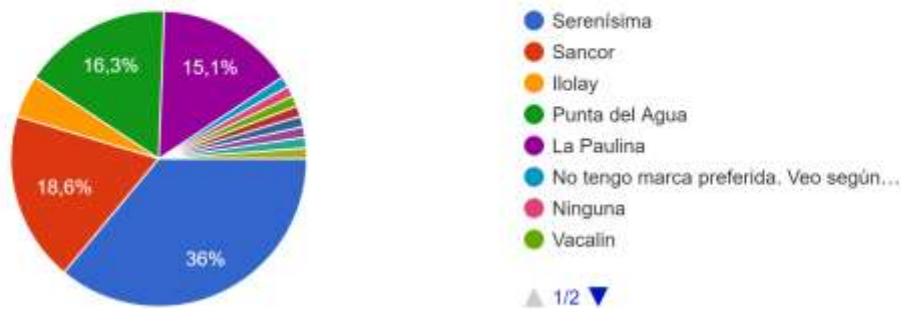 16,3%
15,1%
18,6%
36%
Serenísima
Sancor
Ilolay
Punta del Agua
La Paulina
No tengo marca preferida. Veo según…
Ninguna
Vacalin
1/2